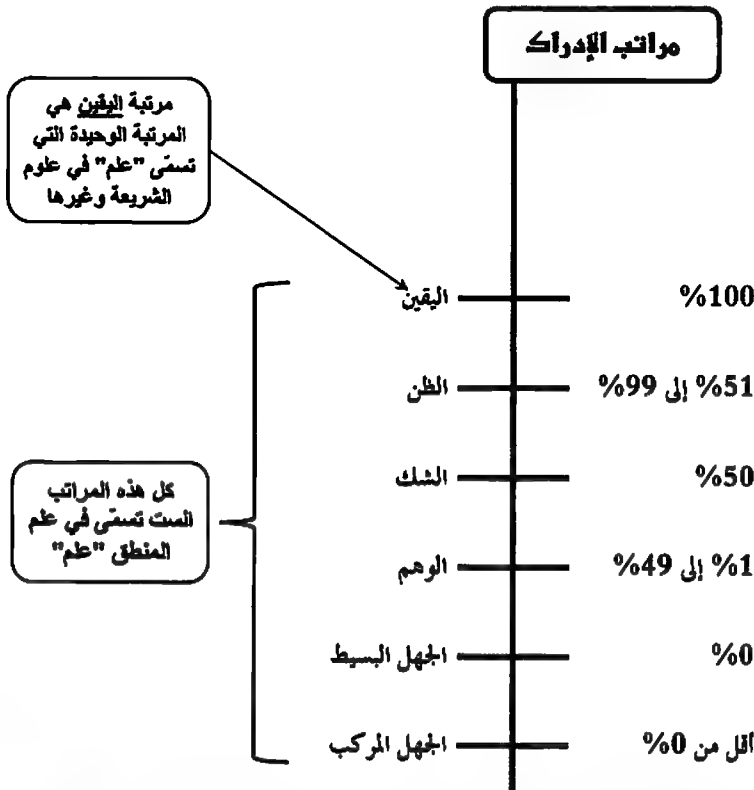 مراتب الإدراك
مرتبة اليقين هي
المرتبة الوحيدة التي
تسمّى "علم" في علوم
الشريعة وغيرها
اليقين %100
الظن %51 إلى 99%
الشك %50
كل هذه المراتب
الست تسمّى في علم
المنطق "علم"
الوهم %1 إلى 49%
الجهل البسيط %0
الجهل المركب أقل من 0%